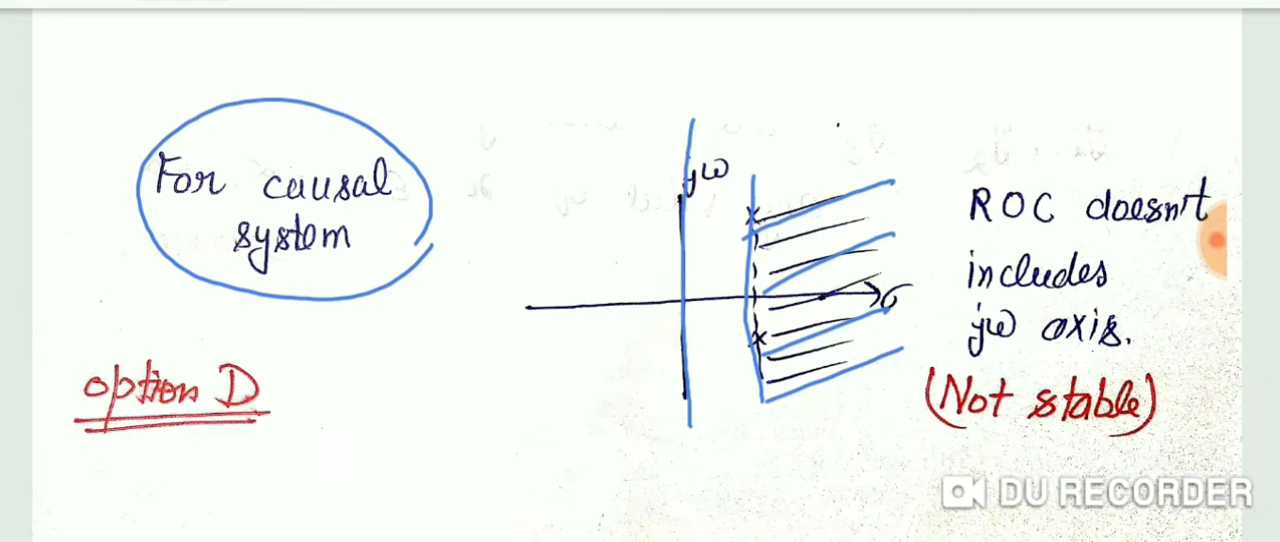 For causal
system
jω
σ
ROC doesn't
includes
jω axis.
(Not stable)
option D
DU RECORDER